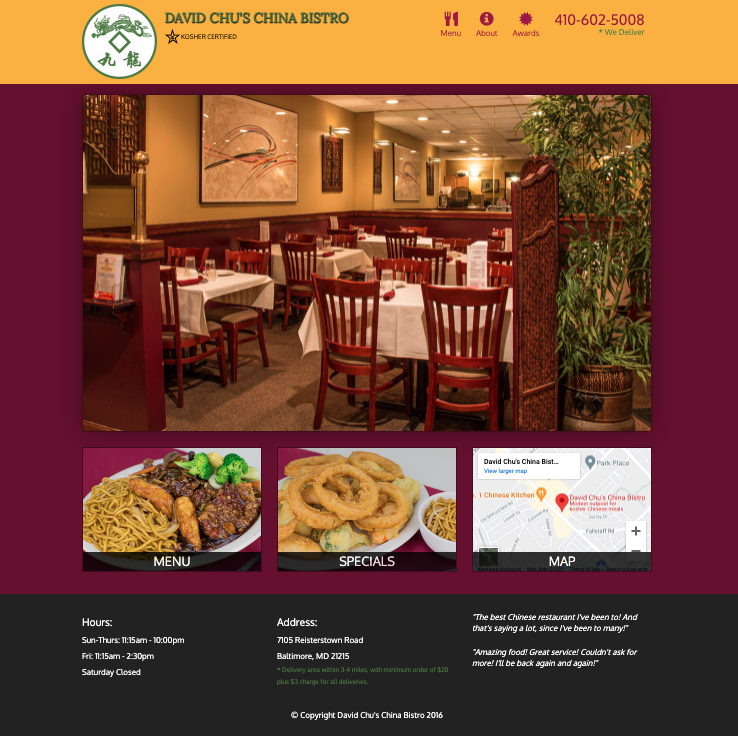 DAVID CHU'S CHINA BISTRO
KOSHER CERTIFIED
九龍
Menu
About
Awards
410-602-5008
* We Deliver
David Chu's China Bist...
View larger map
Park Place
1 Chinese Kitchen
David Chu's China Bistro
Modest outpost for
kosher Chinese meals
Fallstaff Rd
MENU
SPECIALS
MAP
Hours:
Sun-Thurs: 11:15am - 10:00pm
Fri: 11:15am - 2:30pm
Saturday Closed
Address:
7105 Reisterstown Road
Baltimore, MD 21215
* Delivery area within 3-4 miles, with minimum order of $20
plus $3 charge for all deliveries.
"The best Chinese restaurant I've been to! And
that's saying a lot, since I've been to many!"
"Amazing food! Great service! Couldn't ask for
more! I'll be back again and again!"
© Copyright David Chu's China Bistro 2016